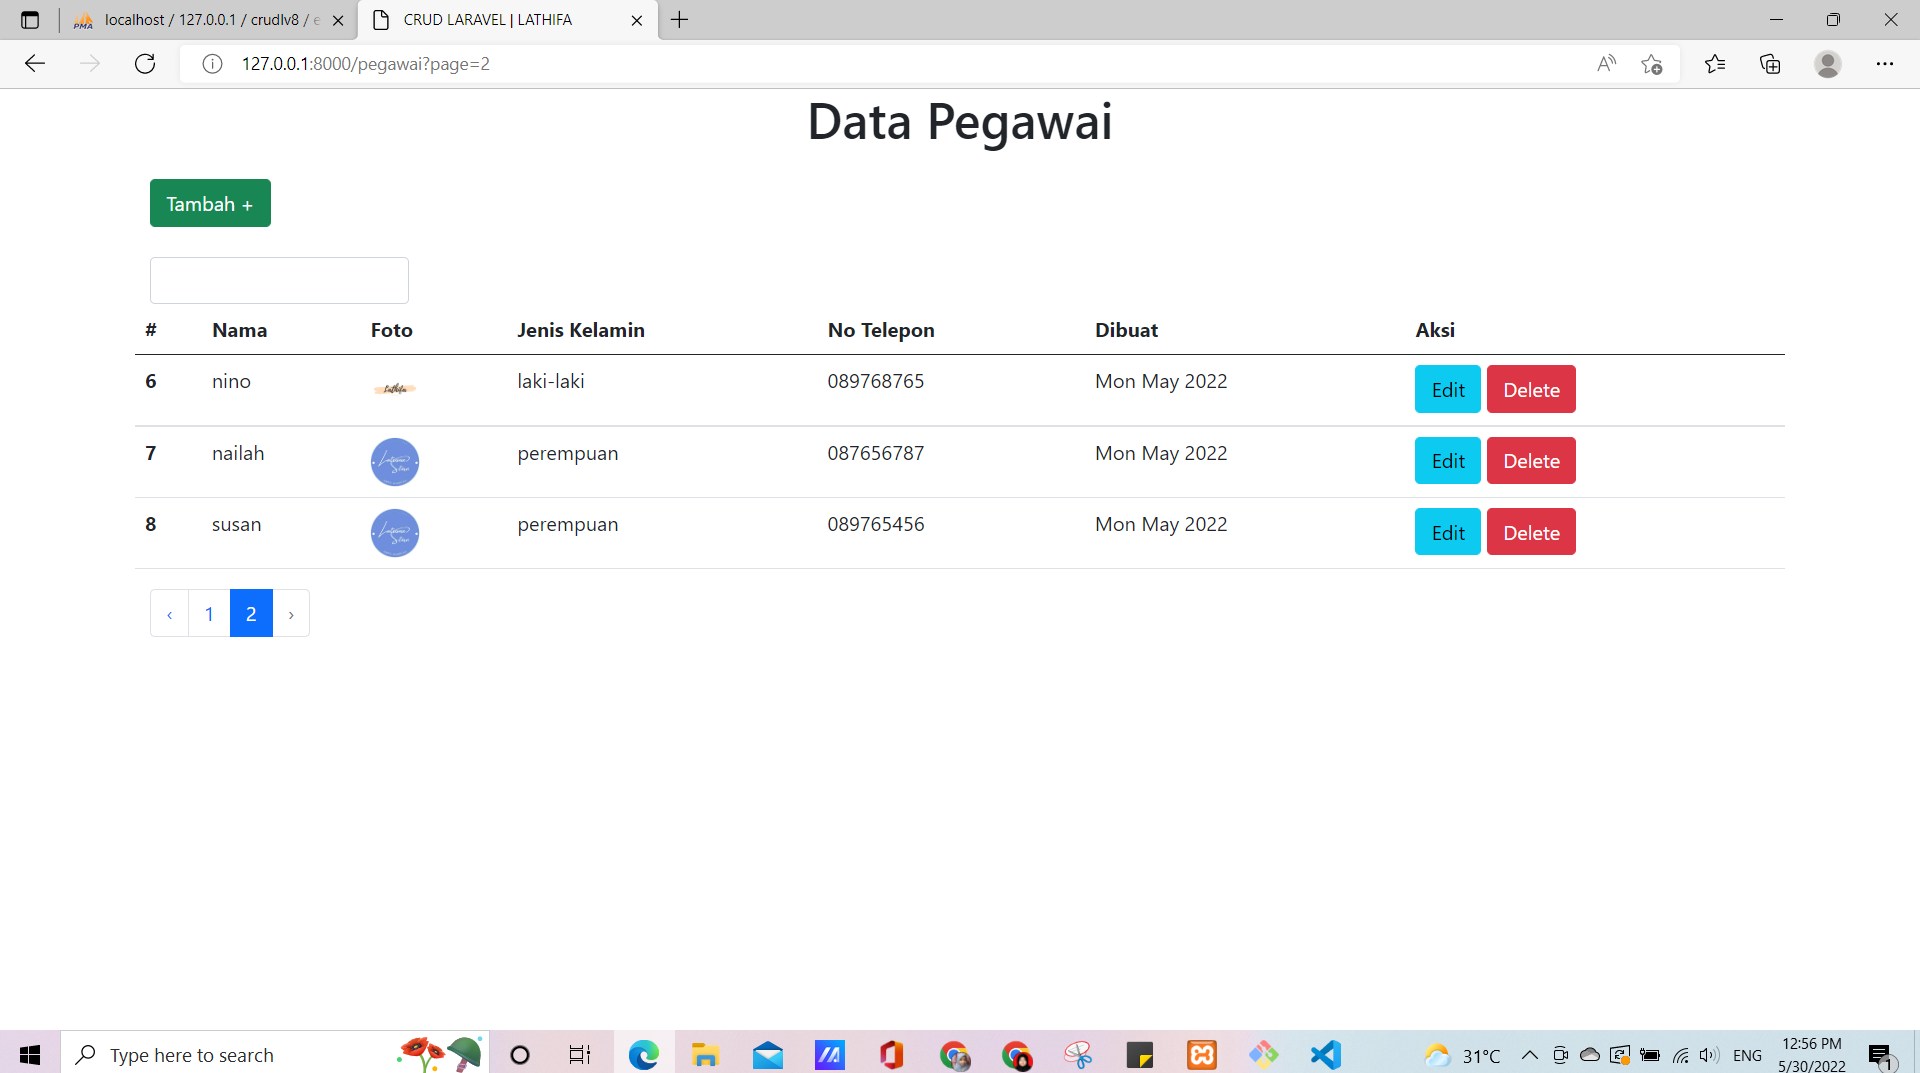 localhost / 127.0.0.1 / crudlv8 / e
CRUD LARAVEL | LATHIFA
127.0.0.1:8000/pegawai?page=2
Data Pegawai
Tambah +
# Nama Foto Jenis Kelamin No Telepon Dibuat Aksi
6 nino Lathifa laki-laki 089768765 Mon May 2022 Edit Delete
7 nailah perempuan 087656787 Mon May 2022 Edit Delete
8 susan perempuan 089765456 Mon May 2022 Edit Delete
‹ 1 2 ›
Type here to search
31°C ENG 12:56 PM
5/30/2022 1